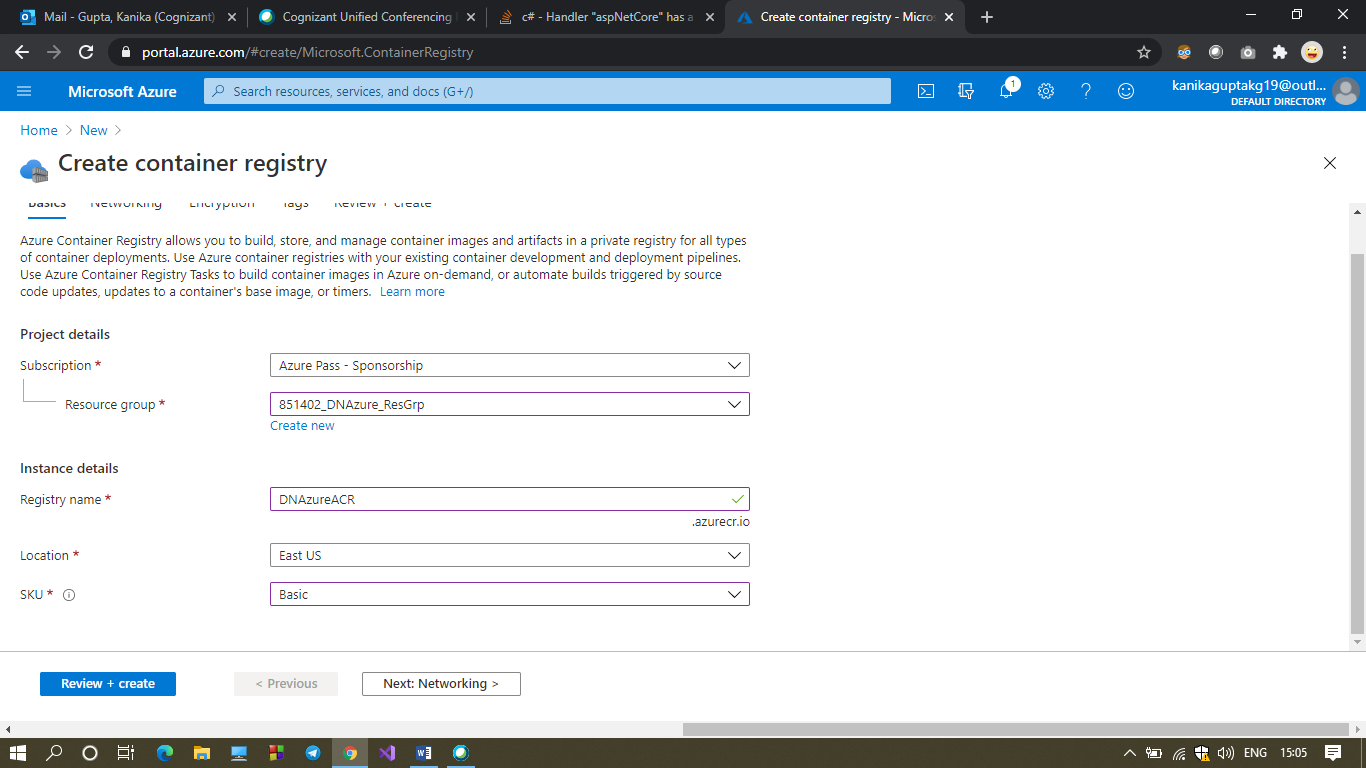 Mail - Gupta, Kanika (Cognizant)
Cognizant Unified Conferencing
c# - Handler "aspNetCore" has a
Create container registry - Micro
portal.azure.com/#create/Microsoft.ContainerRegistry
Microsoft Azure
Search resources, services, and docs (G+/)
1
kanikaguptakg19@outl...
DEFAULT DIRECTORY
Home > New >
Create container registry
Basics Networking Encryption Tags Review + create
Azure Container Registry allows you to build, store, and manage container images and artifacts in a private registry for all types
of container deployments. Use Azure container registries with your existing container development and deployment pipelines.
Use Azure Container Registry Tasks to build container images in Azure on-demand, or automate builds triggered by source
code updates, updates to a container's base image, or timers. Learn more
Project details
Subscription *
Azure Pass - Sponsorship
Resource group *
851402_DNAzure_ResGrp
Create new
Instance details
Registry name *
DNAzureACR
.azurecr.io
Location *
East US
SKU *
Basic
Review + create
< Previous
Next: Networking >
ENG
15:05